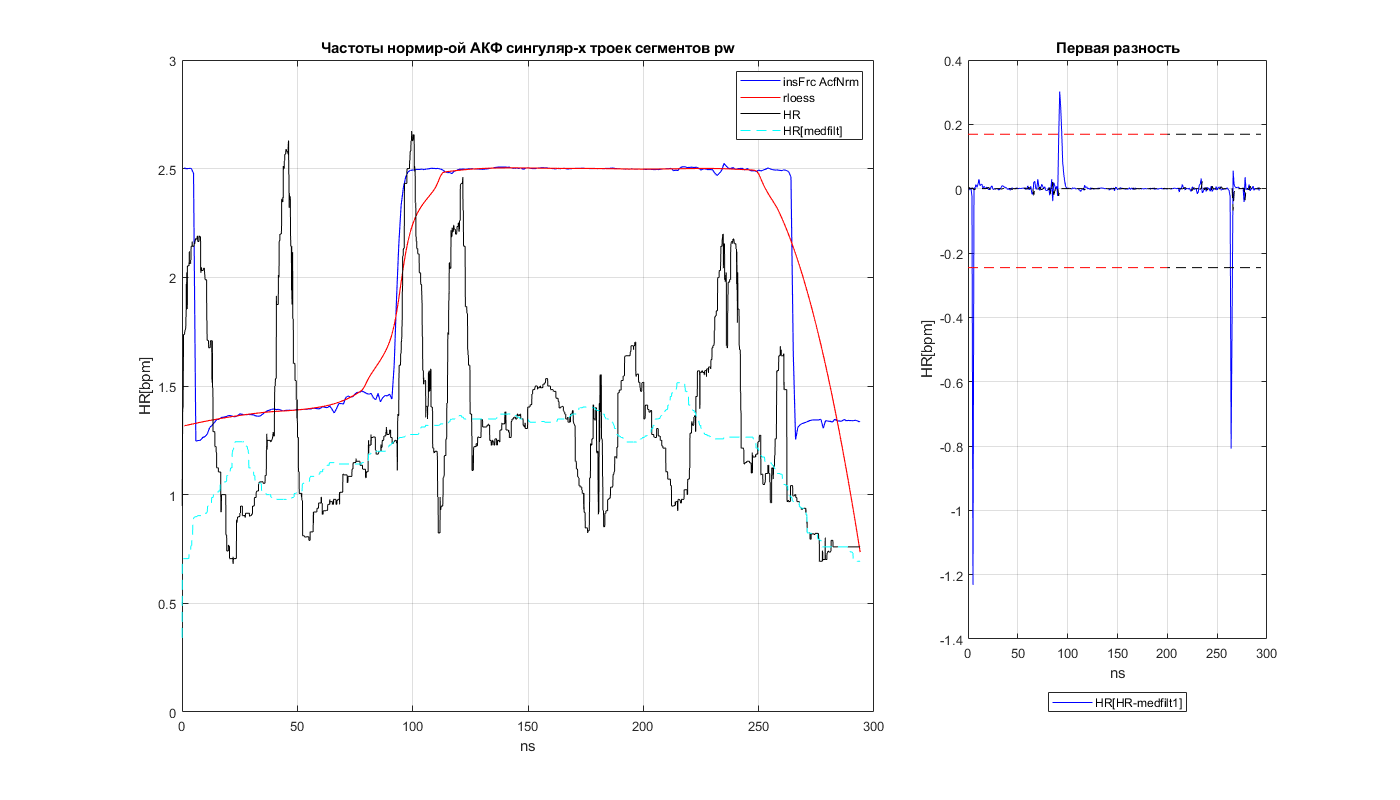 Частоты нормир-ой АКФ сингуляр-х троек сегментов pw
3
2.5
2
1.5
1
0.5
0
0
50
100
150
200
250
300
HR[bpm]
ns
insFrc AcfNrm
rloess
HR
HR[medfilt]
Первая разность
0.4
0.2
0
-0.2
-0.4
-0.6
-0.8
-1
-1.2
-1.4
0
50
100
150
200
250
300
HR[bpm]
ns
HR[HR-medfilt1]